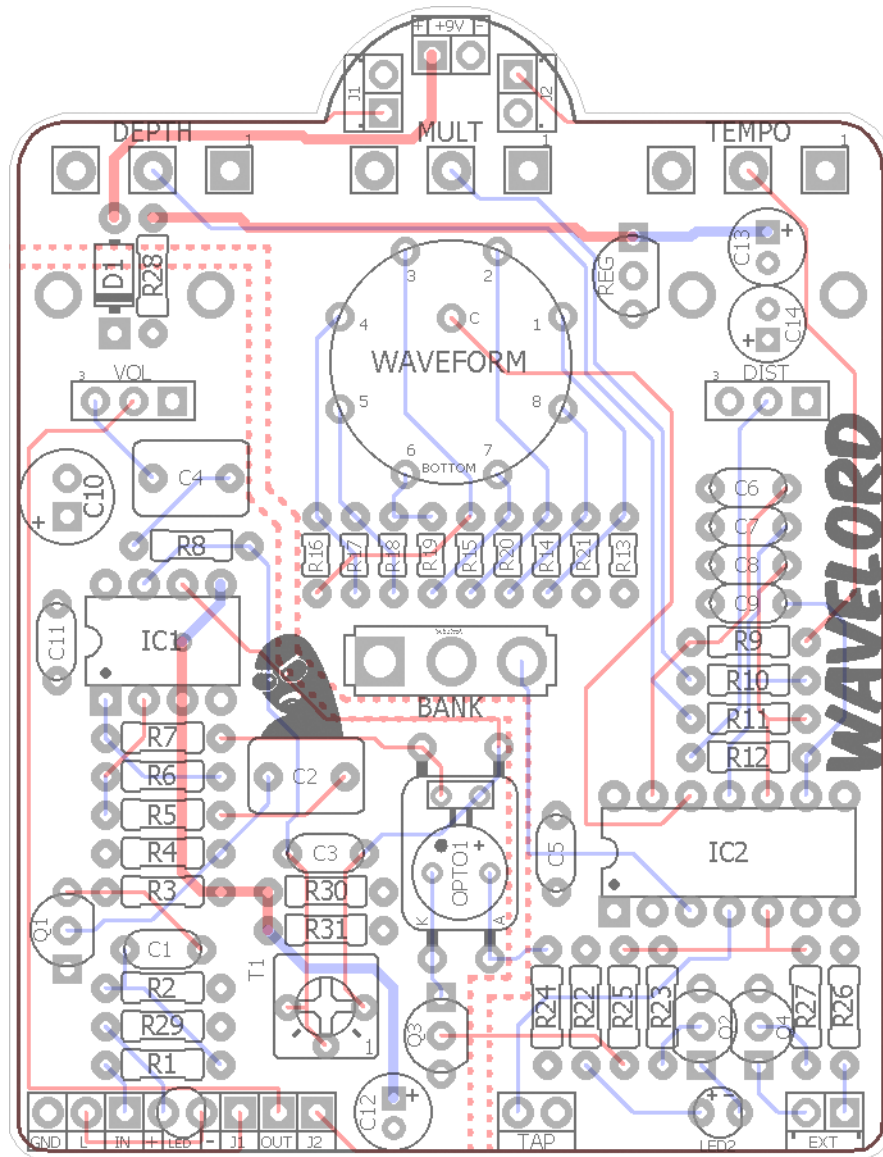 + +9V -
J1
J2
DEPTH MULT TEMPO
1 1 1
C13 +
D1
R28
REG
3 2
C14
+
4 C 1
WAVEFORM
3 VOL
3 DIST
5 8
6 7
BOTTOM
C4
C10
+
C6
C7
C8
C9
WAVELORD
R8
R16 R17 R18 R19 R15 R20 R14 R21 R13
C11
IC1
R9
R10
R11
R12
BANK
R7
R6
R5
R4
R3
C2
C3
R30
R31
OPTO1
K A
C5
IC2
Q1
C1
R2
R29
R1
T1
1
Q3
R24 R22 R25 R23
Q2 Q4
R27 R26
C12 +
+ -
LED2
GND L IN + LED - J1 OUT J2
TAP
EXT